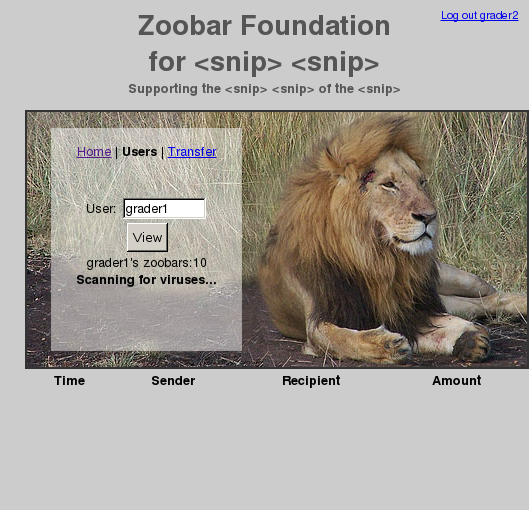 Log out grader2
Zoobar Foundation
for <snip> <snip>
Supporting the <snip> <snip> of the <snip>
Home | Users | Transfer
User: grader1
View
grader1's zoobars:10
Scanning for viruses...
Time Sender Recipient Amount